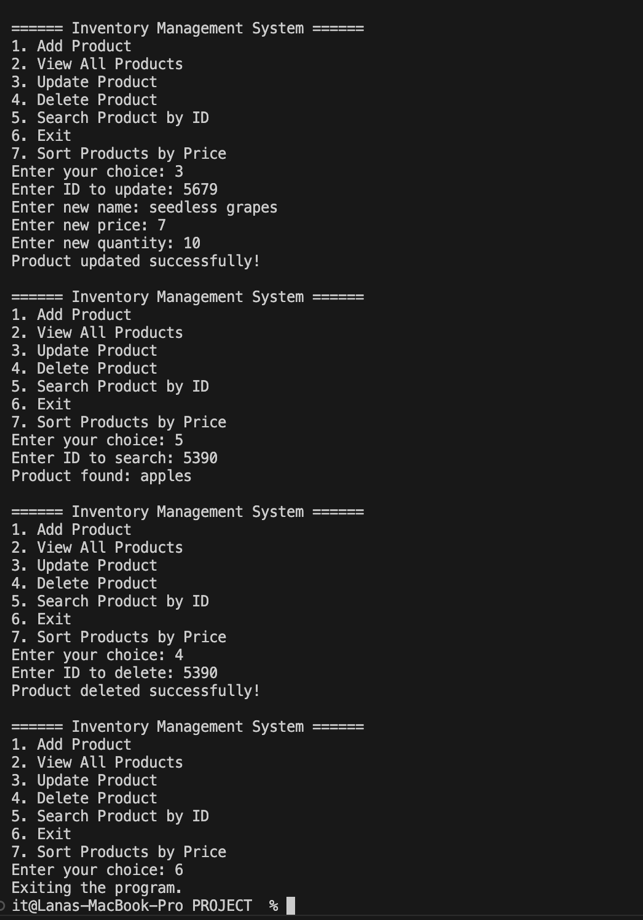 ====== Inventory Management System ======
1. Add Product
2. View All Products
3. Update Product
4. Delete Product
5. Search Product by ID
6. Exit
7. Sort Products by Price
Enter your choice: 3
Enter ID to update: 5679
Enter new name: seedless grapes
Enter new price: 7
Enter new quantity: 10
Product updated successfully!

====== Inventory Management System ======
1. Add Product
2. View All Products
3. Update Product
4. Delete Product
5. Search Product by ID
6. Exit
7. Sort Products by Price
Enter your choice: 5
Enter ID to search: 5390
Product found: apples

====== Inventory Management System ======
1. Add Product
2. View All Products
3. Update Product
4. Delete Product
5. Search Product by ID
6. Exit
7. Sort Products by Price
Enter your choice: 4
Enter ID to delete: 5390
Product deleted successfully!

====== Inventory Management System ======
1. Add Product
2. View All Products
3. Update Product
4. Delete Product
5. Search Product by ID
6. Exit
7. Sort Products by Price
Enter your choice: 6
Exiting the program.
it@Lanas-MacBook-Pro PROJECT  %